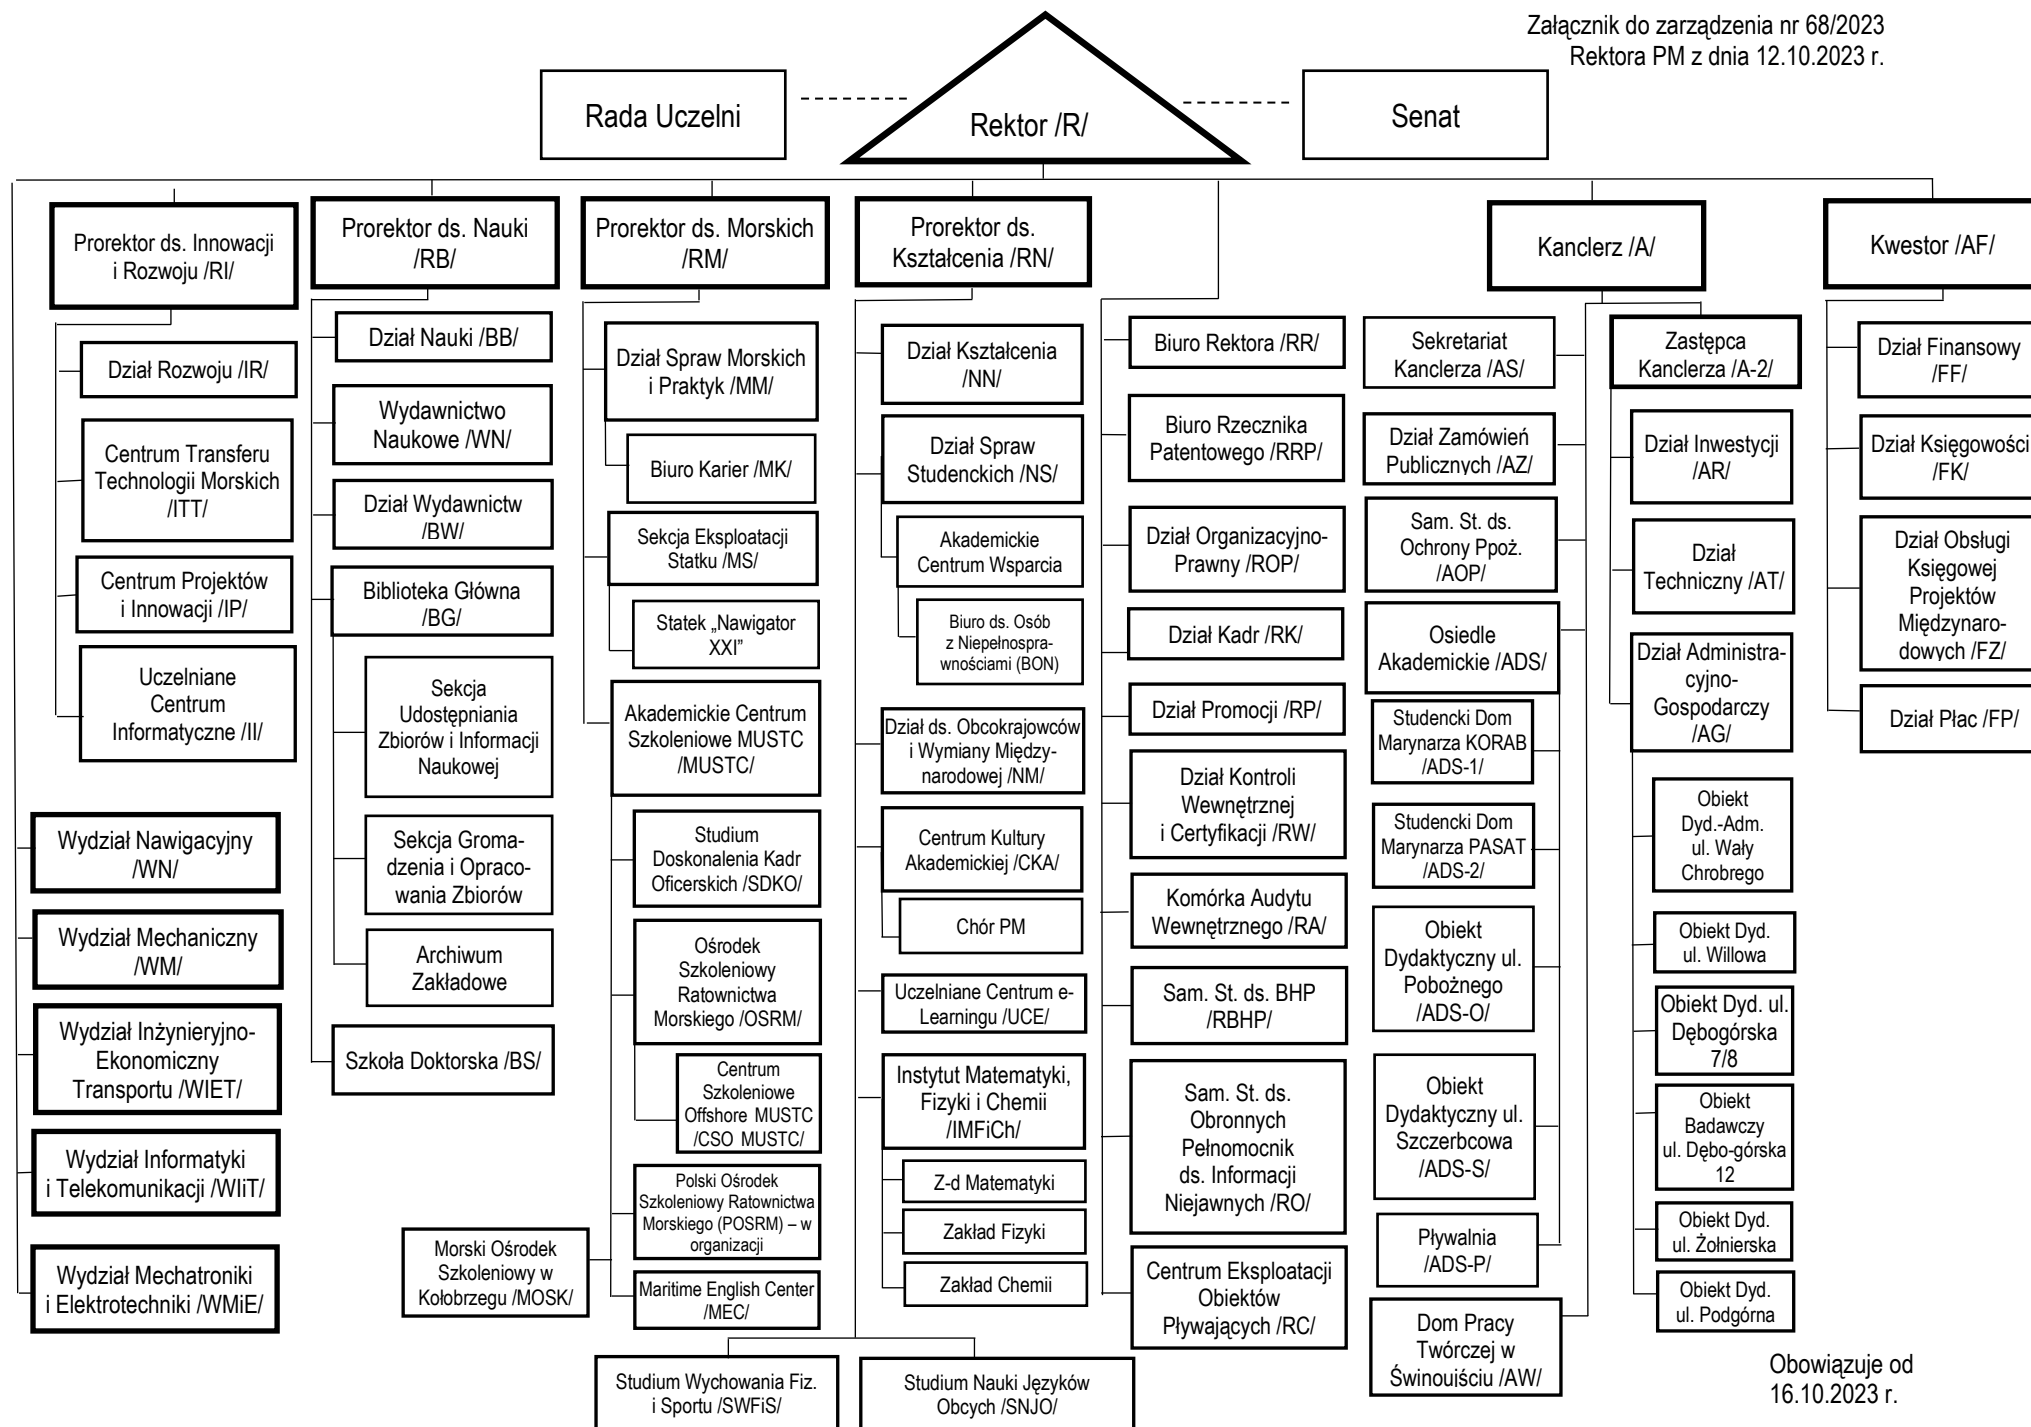 Załącznik do zarządzenia nr 68/2023
Rektora PM z dnia 12.10.2023 r.
Rada Uczelni
Rektor /R/
Senat
Prorektor ds. Innowacji
i Rozwoju /RI/
Prorektor ds. Nauki
/RB/
Prorektor ds. Morskich
/RM/
Prorektor ds.
Kształcenia /RN/
Kanclerz /A/
Kwestor /AF/
Dział Rozwoju /IR/
Centrum Transferu
Technologii Morskich
/ITT/
Centrum Projektów
i Innowacji /IP/
Uczelniane
Centrum
Informatyczne /II/
Wydział Nawigacyjny
/WN/
Wydział Mechaniczny
/WM/
Wydział Inżynieryjno-
Ekonomiczny
Transportu /WIET/
Wydział Informatyki
i Telekomunikacji /WIiT/
Wydział Mechatroniki
i Elektrotechniki /WMiE/
Dział Nauki /BB/
Wydawnictwo
Naukowe /WN/
Dział Wydawnictw
/BW/
Biblioteka Główna
/BG/
Sekcja
Udostępniania
Zbiorów i Informacji
Naukowej
Sekcja Groma-
dzenia i Opraco-
wania Zbiorów
Archiwum
Zakładowe
Szkoła Doktorska /BS/
Dział Spraw Morskich
i Praktyk /MM/
Biuro Karier /MK/
Sekcja Eksploatacji
Statku /MS/
Statek „Nawigator
XXI”
Akademickie Centrum
Szkoleniowe MUSTC
/MUSTC/
Studium
Doskonalenia Kadr
Oficerskich /SDKO/
Ośrodek
Szkoleniowy
Ratownictwa
Morskiego /OSRM/
Centrum
Szkoleniowe
Offshore MUSTC
/CSO MUSTC/
Polski Ośrodek
Szkoleniowy Ratownictwa
Morskiego (POSRM) – w
organizacji
Morski Ośrodek
Szkoleniowy w
Kołobrzegu /MOSK/
Maritime English Center
/MEC/
Dział Kształcenia
/NN/
Dział Spraw
Studenckich /NS/
Akademickie
Centrum Wsparcia
Biuro ds. Osób
z Niepełnospra-
wnościami (BON)
Dział ds. Obcokrajowców
i Wymiany Między-
narodowej /NM/
Centrum Kultury
Akademickiej /CKA/
Chór PM
Uczelniane Centrum e-
Learningu /UCE/
Instytut Matematyki,
Fizyki i Chemii
/IMFiCh/
Z-d Matematyki
Zakład Fizyki
Zakład Chemii
Studium Wychowania Fiz.
i Sportu /SWFiS/
Studium Nauki Języków
Obcych /SNJO/
Biuro Rektora /RR/
Biuro Rzecznika
Patentowego /RRP/
Dział Organizacyjno-
Prawny /ROP/
Dział Kadr /RK/
Dział Promocji /RP/
Dział Kontroli
Wewnętrznej
i Certyfikacji /RW/
Komórka Audytu
Wewnętrznego /RA/
Sam. St. ds. BHP
/RBHP/
Sam. St. ds.
Obronnych
Pełnomocnik
ds. Informacji
Niejawnych /RO/
Centrum Eksploatacji
Obiektów
Pływających /RC/
Sekretariat
Kanclerza /AS/
Dział Zamówień
Publicznych /AZ/
Sam. St. ds.
Ochrony Ppoż.
/AOP/
Osiedle
Akademickie /ADS/
Studencki Dom
Marynarza KORAB
/ADS-1/
Studencki Dom
Marynarza PASAT
/ADS-2/
Obiekt
Dydaktyczny ul.
Pobożnego
/ADS-O/
Obiekt
Dydaktyczny ul.
Szczerbcowa
/ADS-S/
Pływalnia
/ADS-P/
Dom Pracy
Twórczej w
Świnoujściu /AW/
Zastępca
Kanclerza /A-2/
Dział Inwestycji
/AR/
Dział
Techniczny /AT/
Dział Administra-
cyjno-
Gospodarczy
/AG/
Obiekt
Dyd.-Adm.
ul. Wały
Chrobrego
Obiekt Dyd.
ul. Willowa
Obiekt Dyd. ul.
Dębogórska
7/8
Obiekt
Badawczy
ul. Dębo-górska
12
Obiekt Dyd.
ul. Żołnierska
Obiekt Dyd.
ul. Podgórna
Dział Finansowy
/FF/
Dział Księgowości
/FK/
Dział Obsługi
Księgowej
Projektów
Międzynaro-
dowych /FZ/
Dział Płac /FP/
Obowiązuje od
16.10.2023 r.